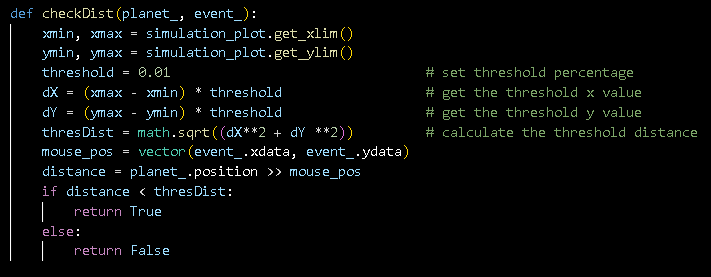 def checkDist(planet_, event_):
    xmin, xmax = simulation_plot.get_xlim()
    ymin, ymax = simulation_plot.get_ylim()
    threshold = 0.01                                # set threshold percentage
    dX = (xmax - xmin) * threshold                  # get the threshold x value
    dY = (ymax - ymin) * threshold                  # get the threshold y value
    thresDist = math.sqrt((dX**2 + dY **2))         # calculate the threshold distance
    mouse_pos = vector(event_.xdata, event_.ydata)
    distance = planet_.position >> mouse_pos
    if distance < thresDist:
        return True
    else:
        return False